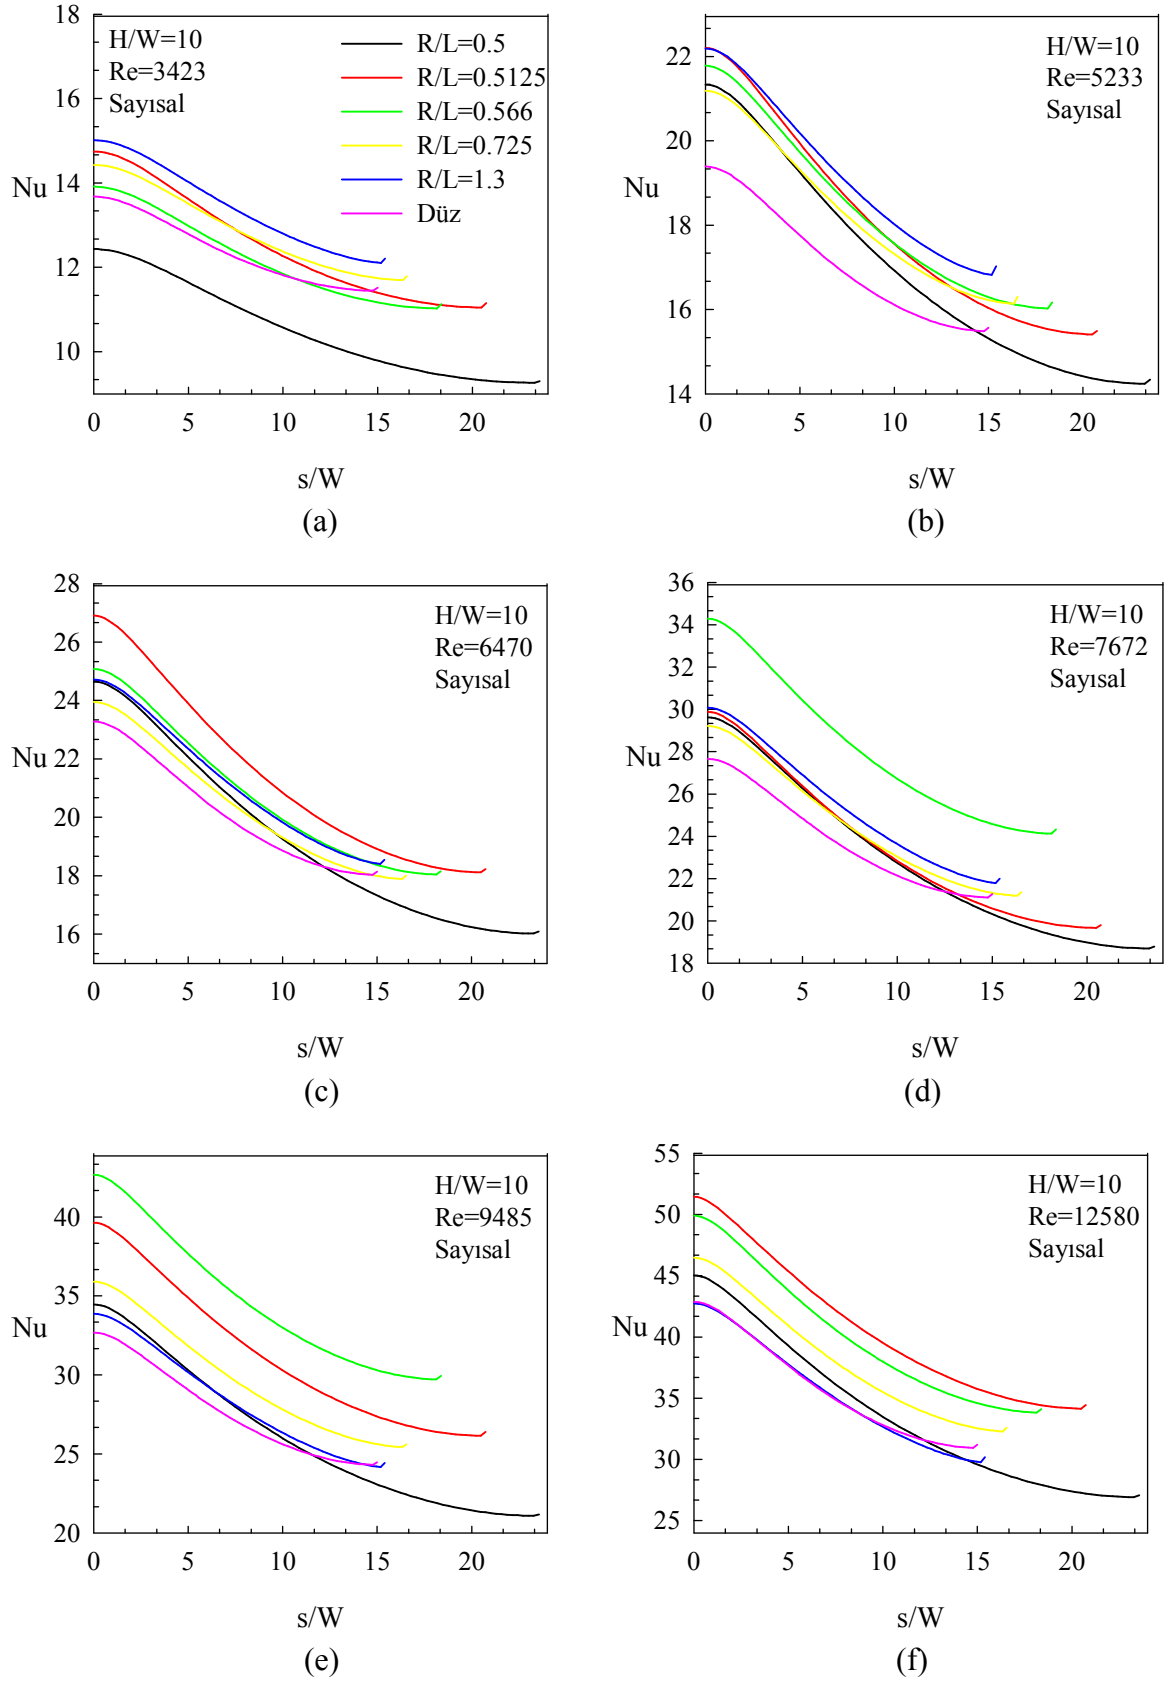 18
16
14
12
10
Nu
H/W=10
Re=3423
Sayısal
R/L=0.5
R/L=0.5125
R/L=0.566
R/L=0.725
R/L=1.3
Düz
0 5 10 15 20
s/W
(a)
22
20
18
16
14
Nu
H/W=10
Re=5233
Sayısal
0 5 10 15 20
s/W
(b)
28
26
24
22
20
18
16
Nu
H/W=10
Re=6470
Sayısal
0 5 10 15 20
s/W
(c)
36
34
32
30
28
26
24
22
20
18
Nu
H/W=10
Re=7672
Sayısal
0 5 10 15 20
s/W
(d)
40
35
30
25
20
Nu
H/W=10
Re=9485
Sayısal
0 5 10 15 20
s/W
(e)
55
50
45
40
35
30
25
Nu
H/W=10
Re=12580
Sayısal
0 5 10 15 20
s/W
(f)